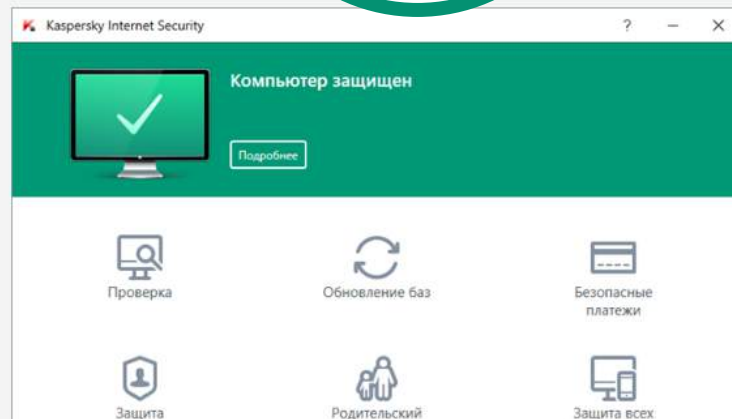 Kaspersky Internet Security
?
Компьютер защищен
Подробнее
Проверка
Обновление баз
Безопасные
платежи
Защита
Родительский
Защита всех